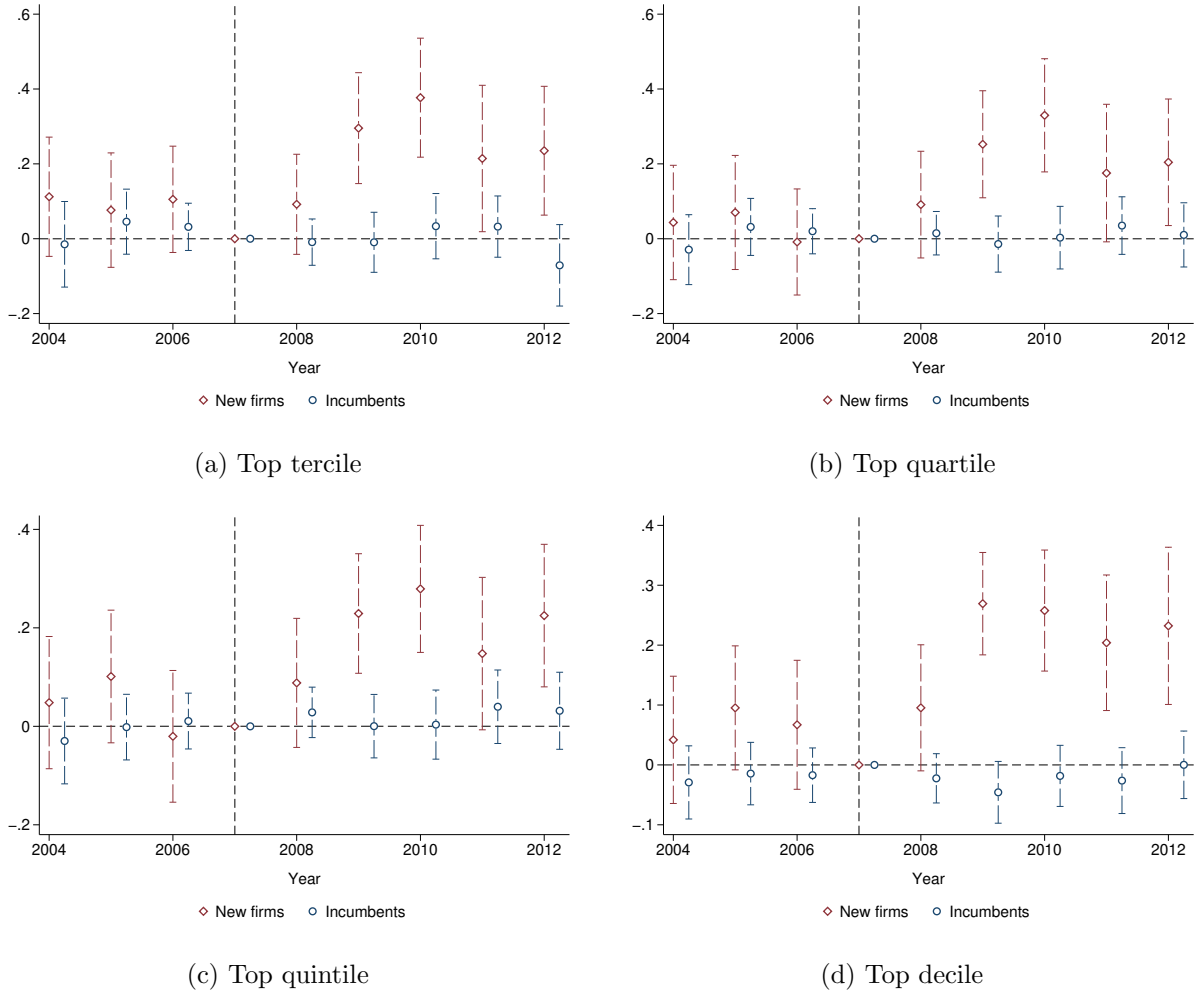 .6
.4
.2
0
-.2
2004 2006 2008 2010 2012
Year
New firms Incumbents
(a) Top tercile
.6
.4
.2
0
-.2
2004 2006 2008 2010 2012
Year
New firms Incumbents
(b) Top quartile
.4
.2
0
-.2
2004 2006 2008 2010 2012
Year
New firms Incumbents
(c) Top quintile
.4
.3
.2
.1
0
-.1
2004 2006 2008 2010 2012
Year
New firms Incumbents
(d) Top decile